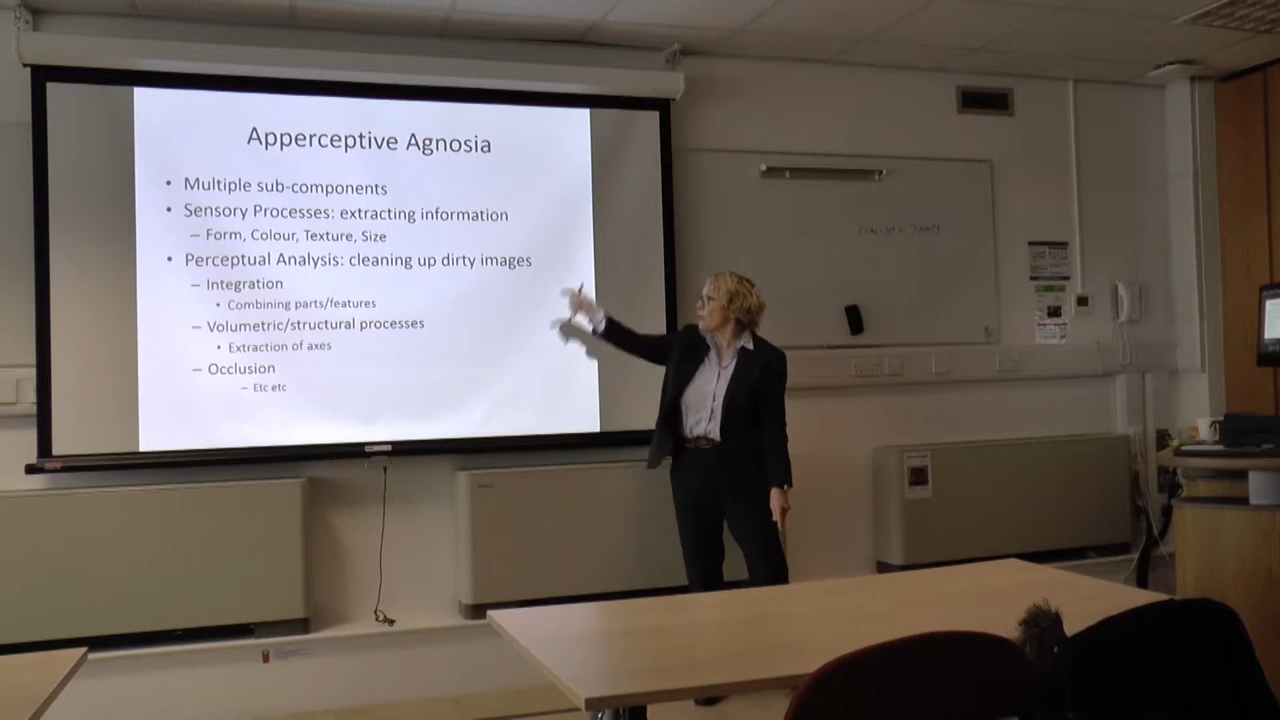 Apperceptive Agnosia
• Multiple sub-components
• Sensory Processes: extracting information
– Form, Colour, Texture, Size
• Perceptual Analysis: cleaning up dirty images
– Integration
• Combining parts/features
– Volumetric/structural processes
• Extraction of axes
– Occlusion
– Etc etc